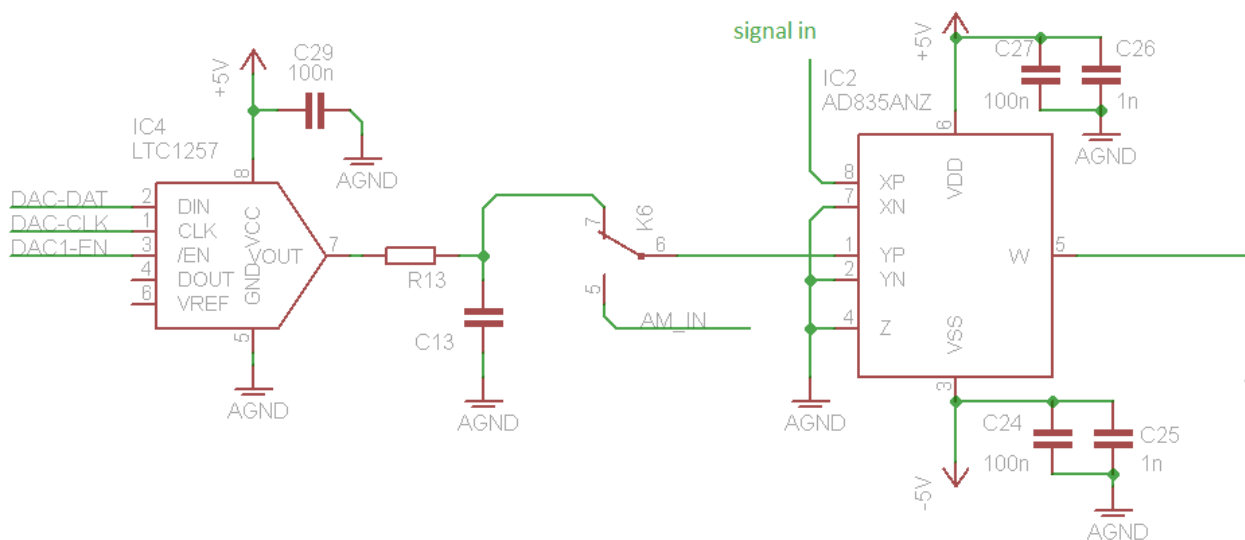 signal in
+5V
C29
100n
IC4
LTC1257
AGND
8
DAC-DAT
2
DIN
DAC-CLK
1
CLK
DAC1-EN
3
/EN
4
DOUT
6
VREF
VCC
GND
VOUT
7
5
AGND
R13
C13
AGND
7
K6
6
5
AM_IN
IC2
AD835ANZ
+5V
C27
100n
C26
1n
AGND
6
VDD
8
XP
7
XN
1
YP
2
YN
4
Z
W
5
VSS
3
AGND
C24
100n
C25
1n
-5V
AGND